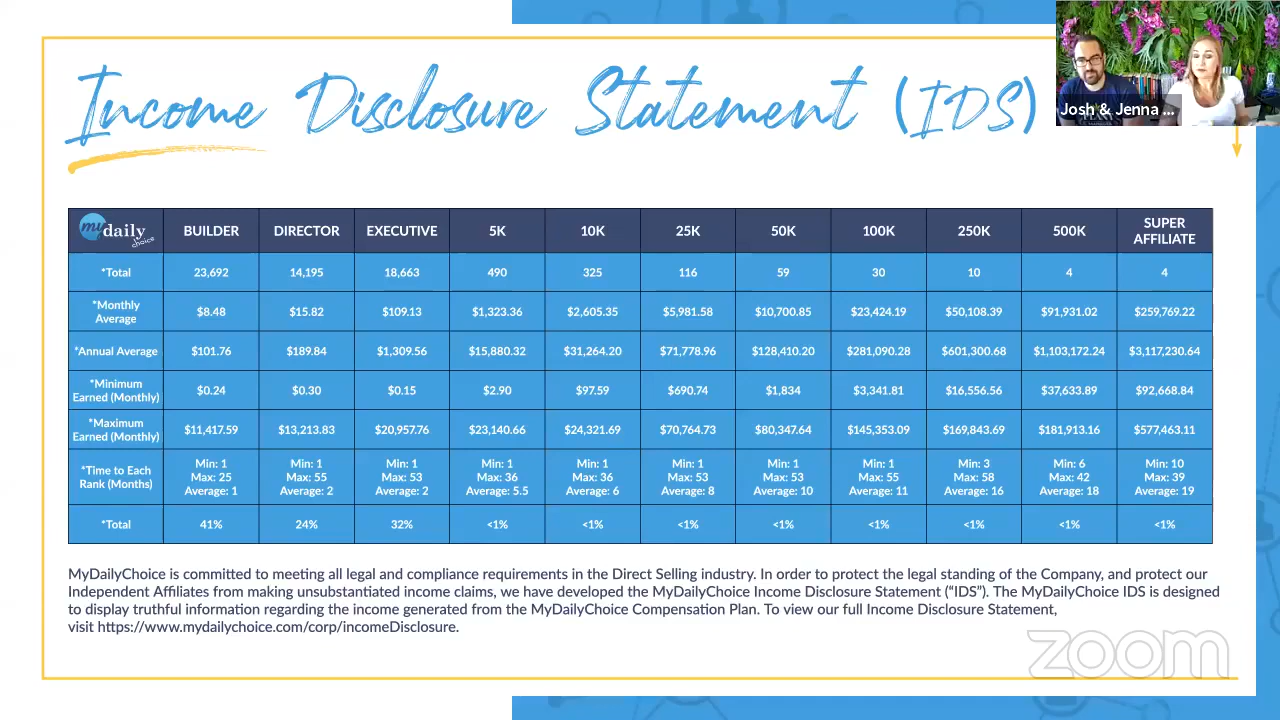 Income Disclosure Statement (IDS)
Josh & Jenna ...
my daily choice BUILDER DIRECTOR EXECUTIVE 5K 10K 25K 50K 100K 250K 500K SUPER AFFILIATE
*Total 23,692 14,195 18,663 490 325 116 59 30 10 4 4
*Monthly Average $8.48 $15.82 $109.13 $1,323.36 $2,605.35 $5,981.58 $10,700.85 $23,424.19 $50,108.39 $91,931.02 $259,769.22
*Annual Average $101.76 $189.84 $1,309.56 $15,880.32 $31,264.20 $71,778.96 $128,410.20 $281,090.28 $601,300.68 $1,103,172.24 $3,117,230.64
*Minimum Earned (Monthly) $0.24 $0.30 $0.15 $2.90 $97.59 $690.74 $1,834 $3,341.81 $16,556.56 $37,633.89 $92,668.84
*Maximum Earned (Monthly) $11,417.59 $13,213.83 $20,957.76 $23,140.66 $24,321.69 $70,764.73 $80,347.64 $145,353.09 $169,843.69 $181,913.16 $577,463.11
*Time to Each Rank (Months)
Min: 1 Min: 1 Min: 1 Min: 1 Min: 1 Min: 1 Min: 1 Min: 1 Min: 3 Min: 6 Min: 10
Max: 25 Max: 55 Max: 53 Max: 36 Max: 36 Max: 53 Max: 53 Max: 55 Max: 58 Max: 42 Max: 39
Average: 1 Average: 2 Average: 2 Average: 5.5 Average: 6 Average: 8 Average: 10 Average: 11 Average: 16 Average: 18 Average: 19
*Total 41% 24% 32% <1% <1% <1% <1% <1% <1% <1% <1%
MyDailyChoice is committed to meeting all legal and compliance requirements in the Direct Selling industry. In order to protect the legal standing of the Company, and protect our
Independent Affiliates from making unsubstantiated income claims, we have developed the MyDailyChoice Income Disclosure Statement (“IDS”). The MyDailyChoice IDS is designed
to display truthful information regarding the income generated from the MyDailyChoice Compensation Plan. To view our full Income Disclosure Statement,
visit https://www.mydailychoice.com/corp/incomeDisclosure.
zoom